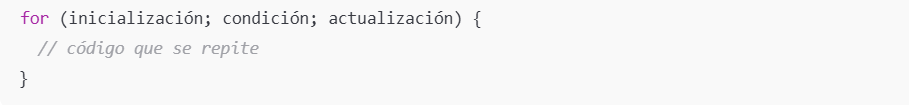 for (inicialización; condición; actualización) {
  // código que se repite
}